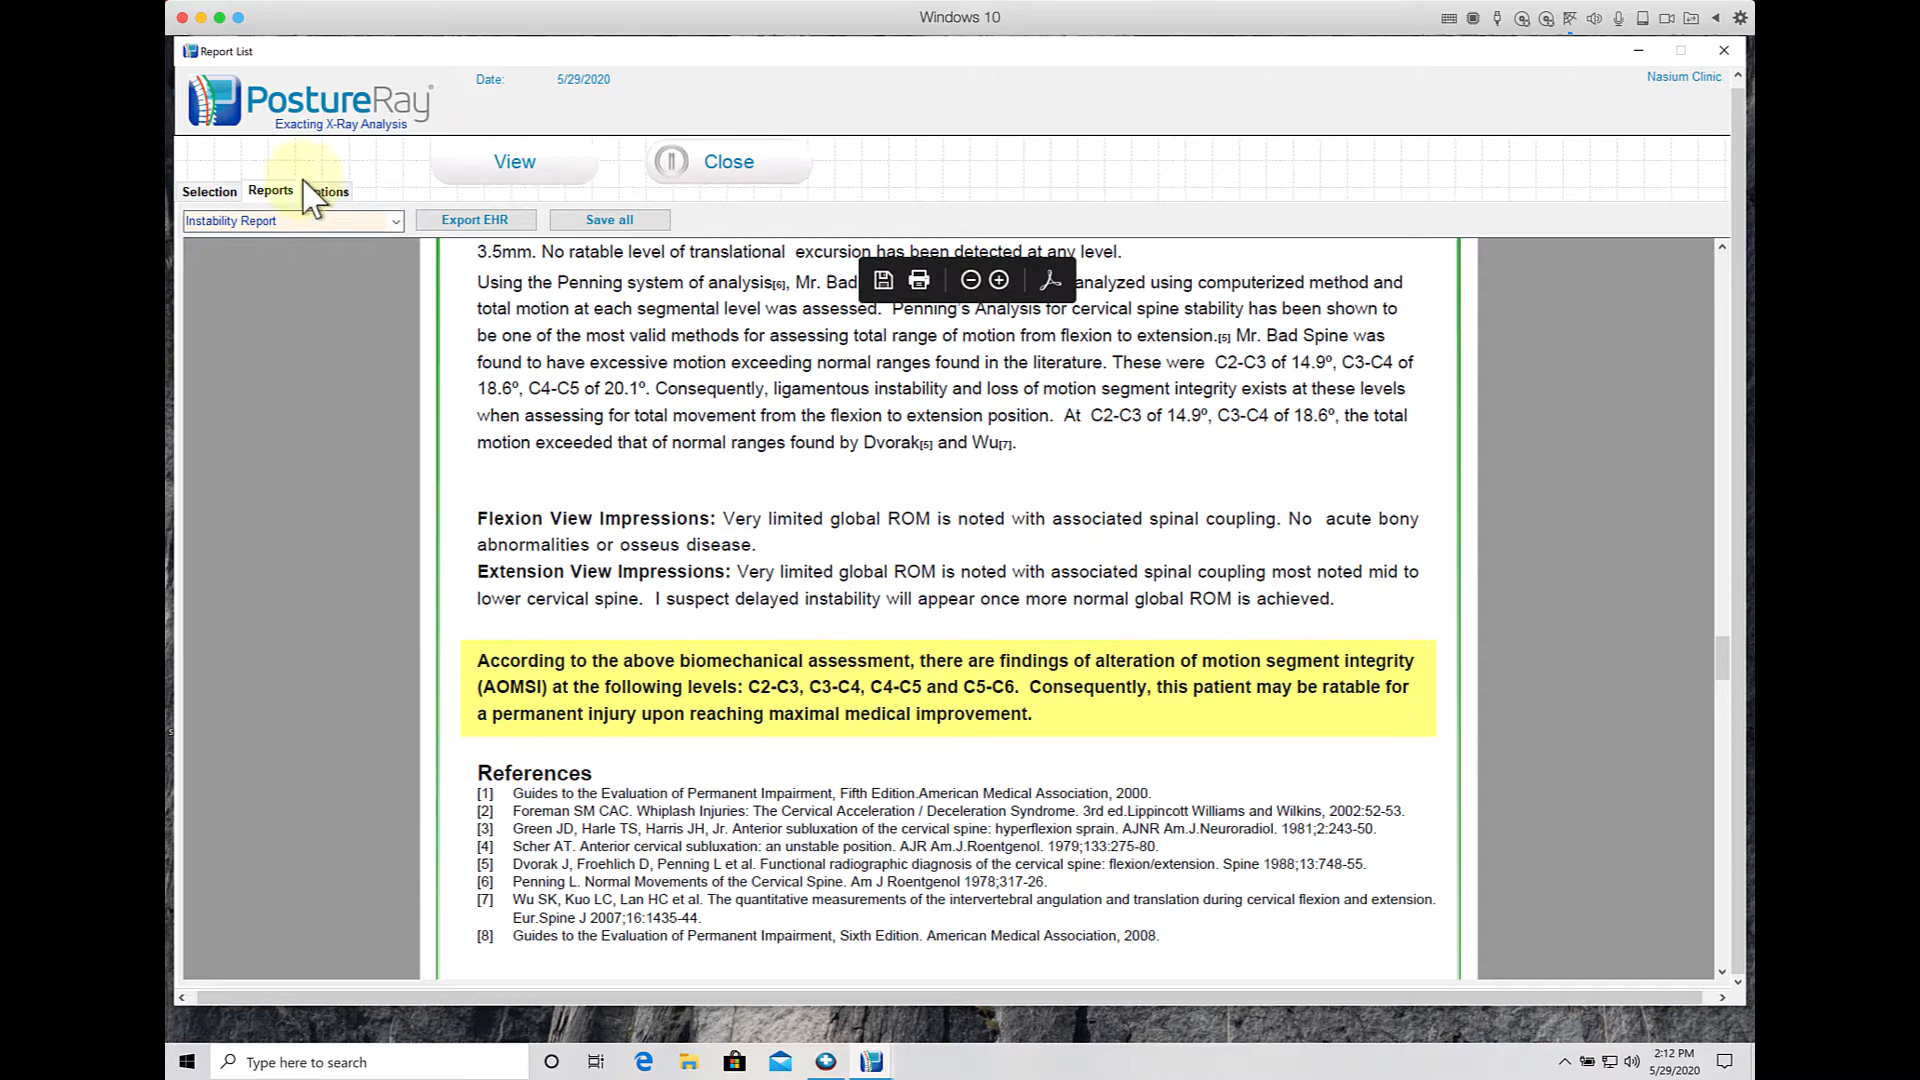 Windows 10
Report List
PostureRay
Exacting X-Ray Analysis
Date: 5/29/2020
Nasium Clinic
View
Close
Selection
Reports
tions
Instability Report
Export EHR
Save all
3.5mm. No ratable level of translational excursion has been detected at any level.
Using the Penning system of analysis[6], Mr. Bad analyzed using computerized method and
total motion at each segmental level was assessed. Penning's Analysis for cervical spine stability has been shown to
be one of the most valid methods for assessing total range of motion from flexion to extension.[5] Mr. Bad Spine was
found to have excessive motion exceeding normal ranges found in the literature. These were C2-C3 of 14.9º, C3-C4 of
18.6º, C4-C5 of 20.1º. Consequently, ligamentous instability and loss of motion segment integrity exists at these levels
when assessing for total movement from the flexion to extension position. At C2-C3 of 14.9º, C3-C4 of 18.6º, the total
motion exceeded that of normal ranges found by Dvorak[5] and Wu[7].
Flexion View Impressions: Very limited global ROM is noted with associated spinal coupling. No acute bony
abnormalities or osseus disease.
Extension View Impressions: Very limited global ROM is noted with associated spinal coupling most noted mid to
lower cervical spine. I suspect delayed instability will appear once more normal global ROM is achieved.
According to the above biomechanical assessment, there are findings of alteration of motion segment integrity
(AOMSI) at the following levels: C2-C3, C3-C4, C4-C5 and C5-C6. Consequently, this patient may be ratable for
a permanent injury upon reaching maximal medical improvement.
References
[1] Guides to the Evaluation of Permanent Impairment, Fifth Edition.American Medical Association, 2000.
[2] Foreman SM CAC. Whiplash Injuries: The Cervical Acceleration / Deceleration Syndrome. 3rd ed.Lippincott Williams and Wilkins, 2002:52-53.
[3] Green JD, Harle TS, Harris JH, Jr. Anterior subluxation of the cervical spine: hyperflexion sprain. AJNR Am.J.Neuroradiol. 1981;2:243-50.
[4] Scher AT. Anterior cervical subluxation: an unstable position. AJR Am.J.Roentgenol. 1979;133:275-80.
[5] Dvorak J, Froehlich D, Penning L et al. Functional radiographic diagnosis of the cervical spine: flexion/extension. Spine 1988;13:748-55.
[6] Penning L. Normal Movements of the Cervical Spine. Am J Roentgenol 1978;317-26.
[7] Wu SK, Kuo LC, Lan HC et al. The quantitative measurements of the intervertebral angulation and translation during cervical flexion and extension.
Eur.Spine J 2007;16:1435-44.
[8] Guides to the Evaluation of Permanent Impairment, Sixth Edition. American Medical Association, 2008.
Type here to search
2:12 PM
5/29/2020